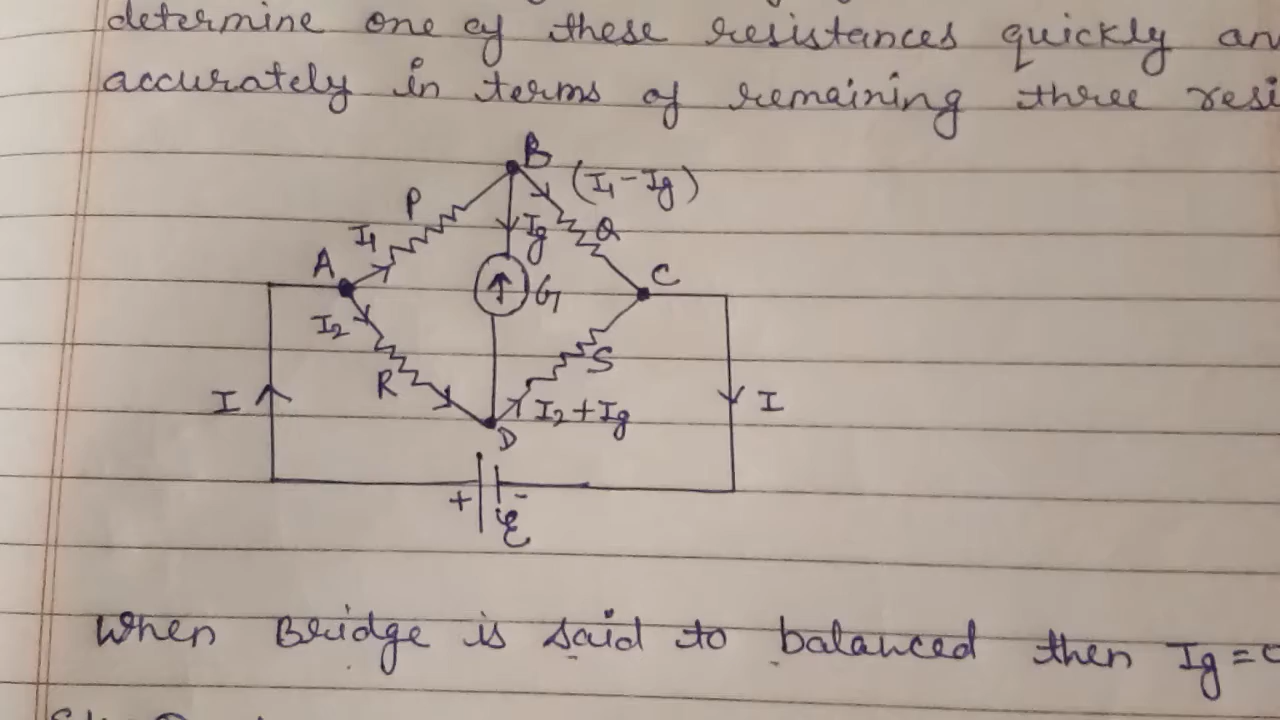 determine one of these resistances quickly an
accurately in terms of remaining three resi
B
(I1-Ig)
P
Ig
Q
I1
A
C
G
I2
S
R
I
I2+Ig
I
D
+
-
ε
When Bridge is said to balanced then Ig=0